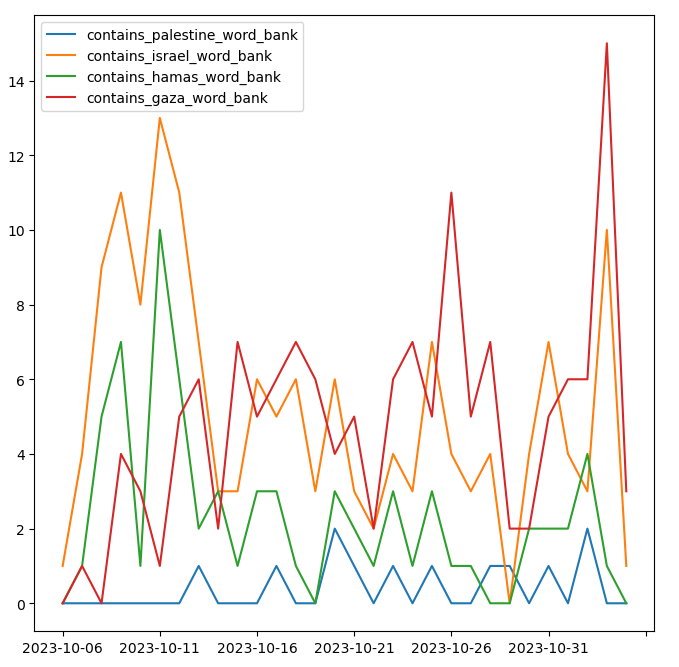 contains_palestine_word_bank
contains_israel_word_bank
contains_hamas_word_bank
contains_gaza_word_bank
14
12
10
8
6
4
2
0
2023-10-06 2023-10-11 2023-10-16 2023-10-21 2023-10-26 2023-10-31